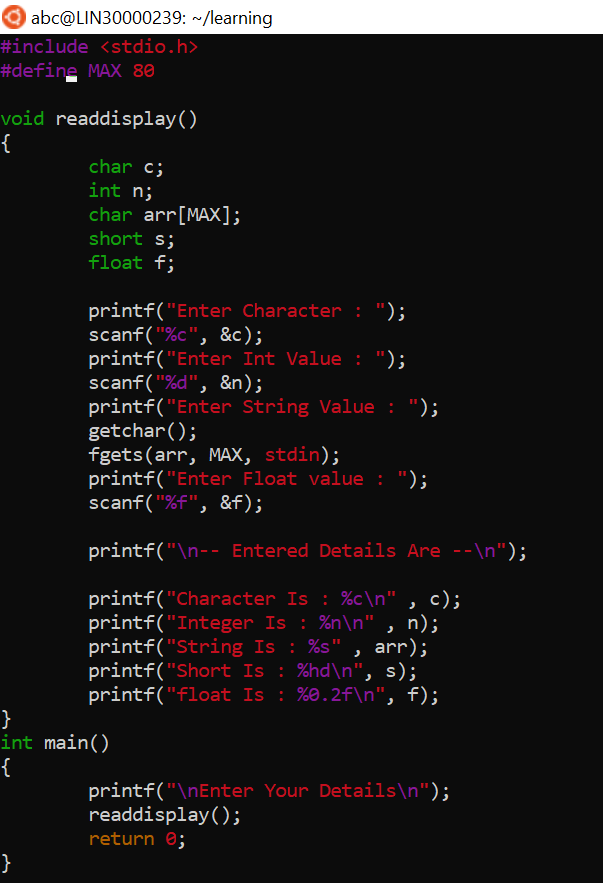 abc@LIN30000239: ~/learning
#include <stdio.h>
#define MAX 80
void readdisplay()
{
        char c;
        int n;
        char arr[MAX];
        short s;
        float f;
        printf("Enter Character : ");
        scanf("%c", &c);
        printf("Enter Int Value : ");
        scanf("%d", &n);
        printf("Enter String Value : ");
        getchar();
        fgets(arr, MAX, stdin);
        printf("Enter Float value : ");
        scanf("%f", &f);
        printf("\n-- Entered Details Are --\n");
        printf("Character Is : %c\n" , c);
        printf("Integer Is : %n\n" , n);
        printf("String Is : %s" , arr);
        printf("Short Is : %hd\n", s);
        printf("float Is : %0.2f\n", f);
}
int main()
{
        printf("\nEnter Your Details\n");
        readdisplay();
        return 0;
}